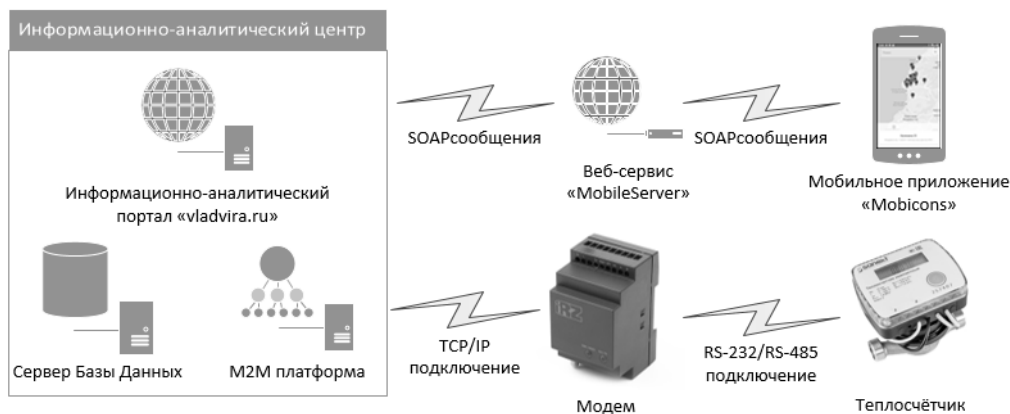 Информационно-аналитический центр
SOAPсообщения
SOAPсообщения
Веб-сервис
«MobileServer»
Мобильное приложение
«Mobicons»
Информационно-аналитический
портал «vladvira.ru»
iRZ
TCP/IP
подключение
RS-232/RS-485
подключение
Сервер Базы Данных
M2M платформа
Модем
Теплосчётчик